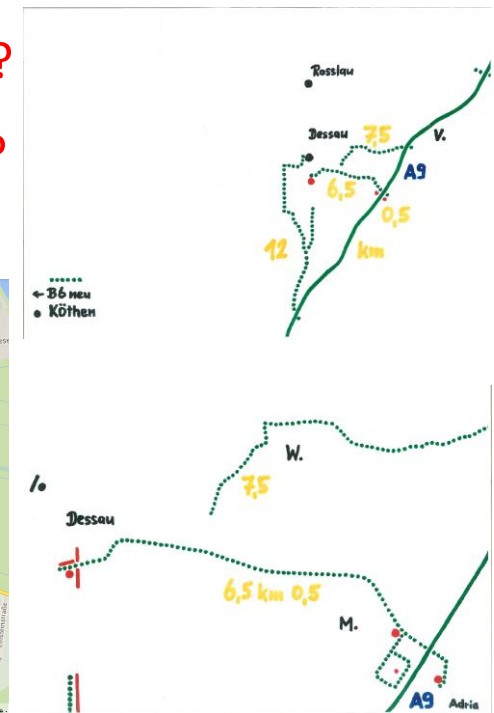 ?
Rosslau
Dessau
7,5
V.
A9
6,5
0,5
12
km
← B6 neu
Köthen
W.
7,5
Dessau
6,5 km 0,5
M.
A9
Adria